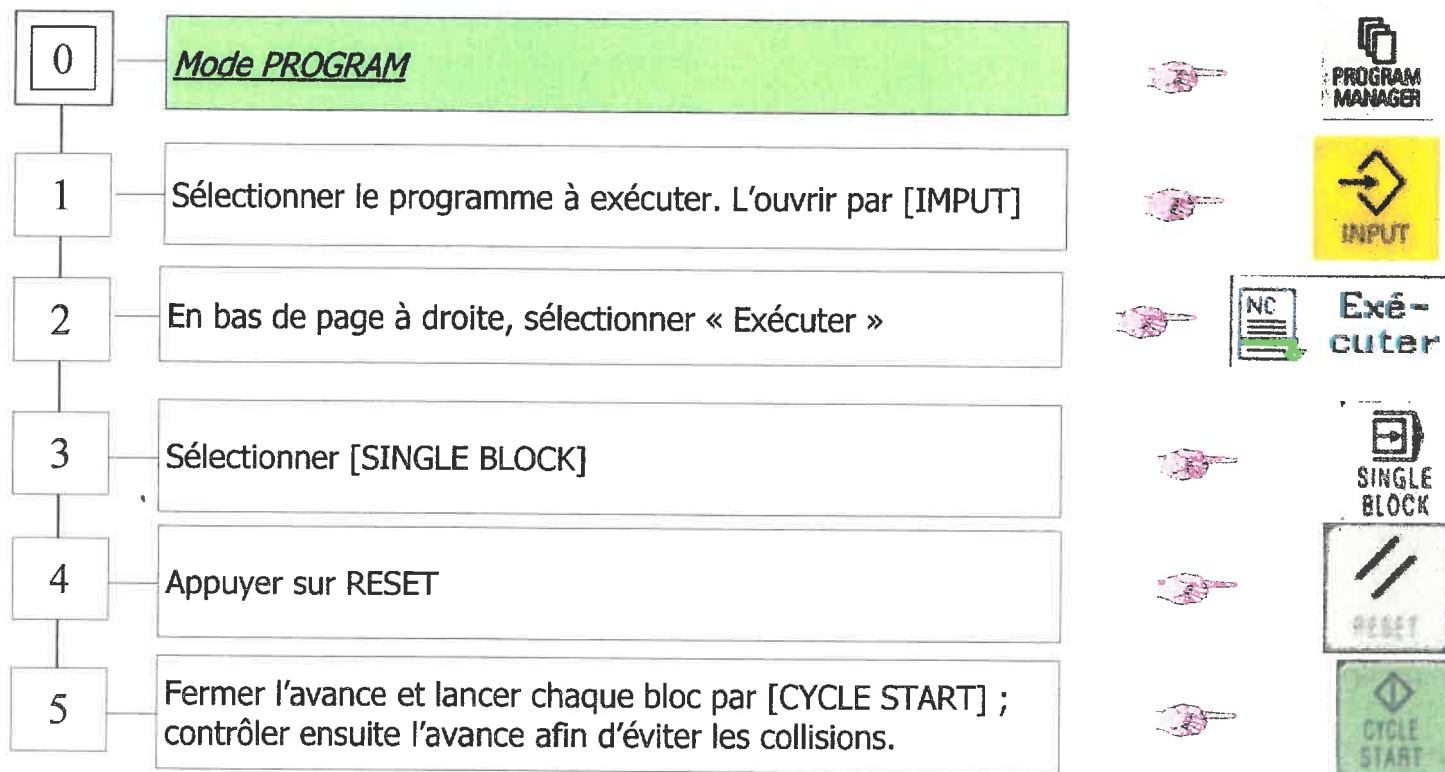 0
Mode PROGRAM
PROGRAM
MANAGER
1
Sélectionner le programme à exécuter. L'ouvrir par [IMPUT]
INPUT
2
En bas de page à droite, sélectionner « Exécuter »
NC
Exé-
cuter
3
Sélectionner [SINGLE BLOCK]
SINGLE
BLOCK
4
Appuyer sur RESET
RESET
5
Fermer l'avance et lancer chaque bloc par [CYCLE START] ;
contrôler ensuite l'avance afin d'éviter les collisions.
CYCLE
START